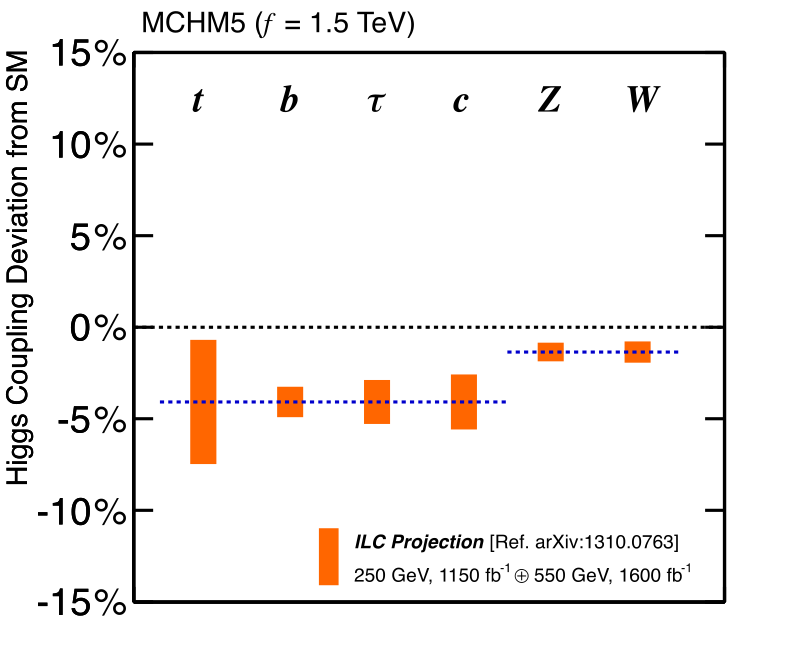 MCHM5 (f = 1.5 TeV)
Higgs Coupling Deviation from SM
15%
10%
5%
0%
-5%
-10%
-15%
t b τ c Z W
ILC Projection [Ref. arXiv:1310.0763]
250 GeV, 1150 fb⁻¹ ⊕ 550 GeV, 1600 fb⁻¹